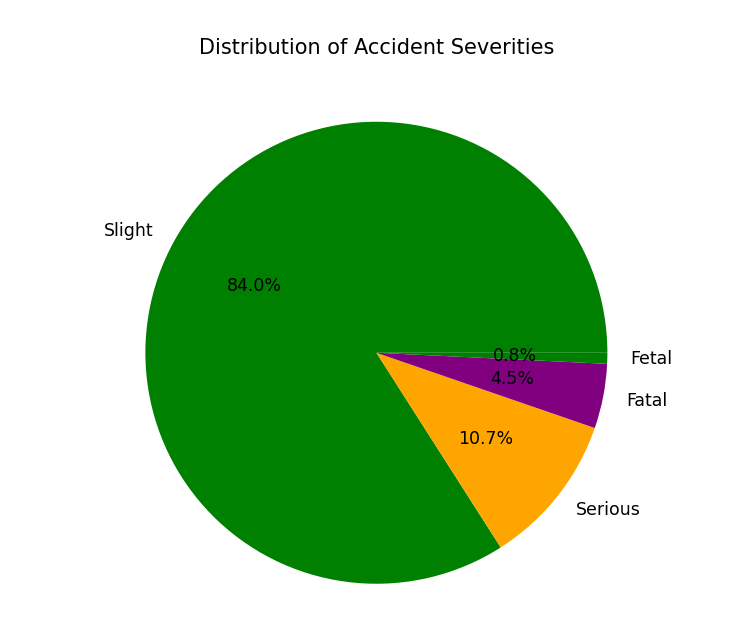 Distribution of Accident Severities
Slight
84.0%
0.8%
Fetal
4.5%
Fatal
10.7%
Serious